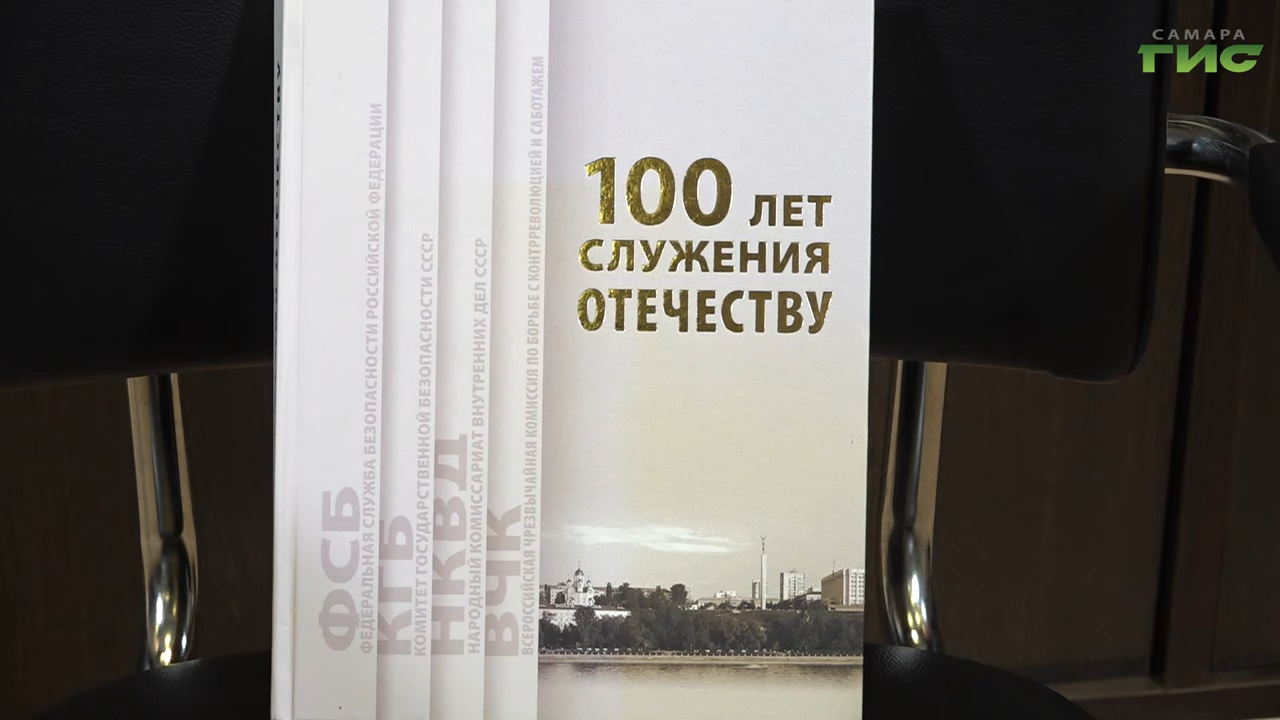 САМАРА
ГИС
100 ЛЕТ
СЛУЖЕНИЯ
ОТЕЧЕСТВУ
ФСБ
ФЕДЕРАЛЬНАЯ СЛУЖБА БЕЗОПАСНОСТИ РОССИЙСКОЙ ФЕДЕРАЦИИ
КГБ
КОМИТЕТ ГОСУДАРСТВЕННОЙ БЕЗОПАСНОСТИ СССР
НКВД
НАРОДНЫЙ КОМИССАРИАТ ВНУТРЕННИХ ДЕЛ СССР
ВЧК
ВСЕРОССИЙСКАЯ ЧРЕЗВЫЧАЙНАЯ КОМИССИЯ ПО БОРЬБЕ С КОНТРРЕВОЛЮЦИЕЙ И САБОТАЖЕМ